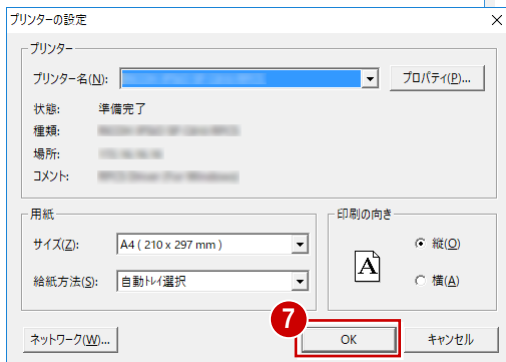 プリンターの設定
プリンター
プリンター名(N):
プロパティ(P)...
状態: 準備完了
種類:
場所:
コメント:
用紙
印刷の向き
サイズ(Z): A4 ( 210 x 297 mm )
縦(O)
A
給紙方法(S): 自動トレイ選択
横(A)
7
ネットワーク(W)...
OK
キャンセル